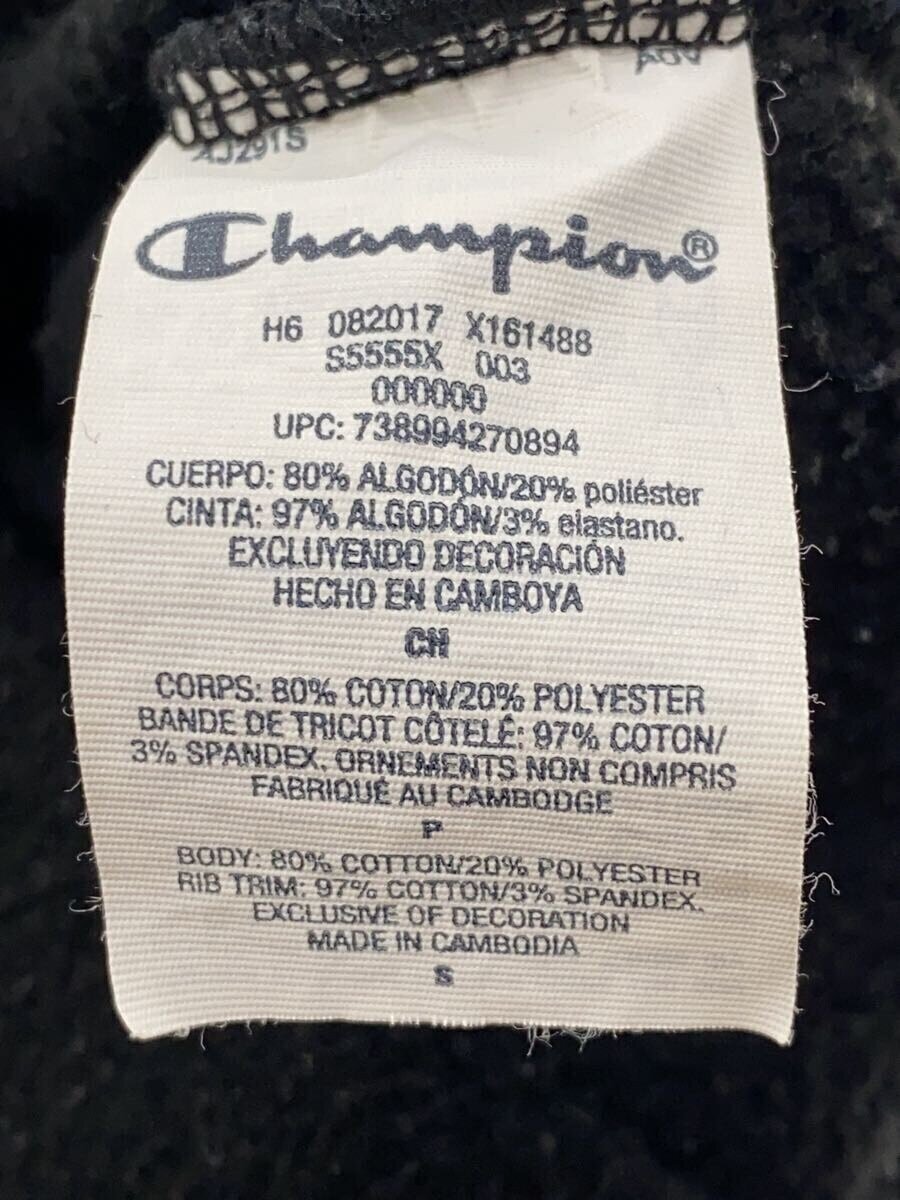 AJ291S
Champion®
H6 082017 X161488
S5555X 003
000000
UPC: 738994270894
CUERPO: 80% ALGODÓN/20% poliéster
CINTA: 97% ALGODÓN/3% elastano.
EXCLUYENDO DECORACIÓN
HECHO EN CAMBOYA
CH
CORPS: 80% COTON/20% POLYESTER
BANDE DE TRICOT CÔTELÉ: 97% COTON/
3% SPANDEX. ORNEMENTS NON COMPRIS
FABRIQUÉ AU CAMBODGE
P
BODY: 80% COTTON/20% POLYESTER
RIB TRIM: 97% COTTON/3% SPANDEX.
EXCLUSIVE OF DECORATION
MADE IN CAMBODIA
S